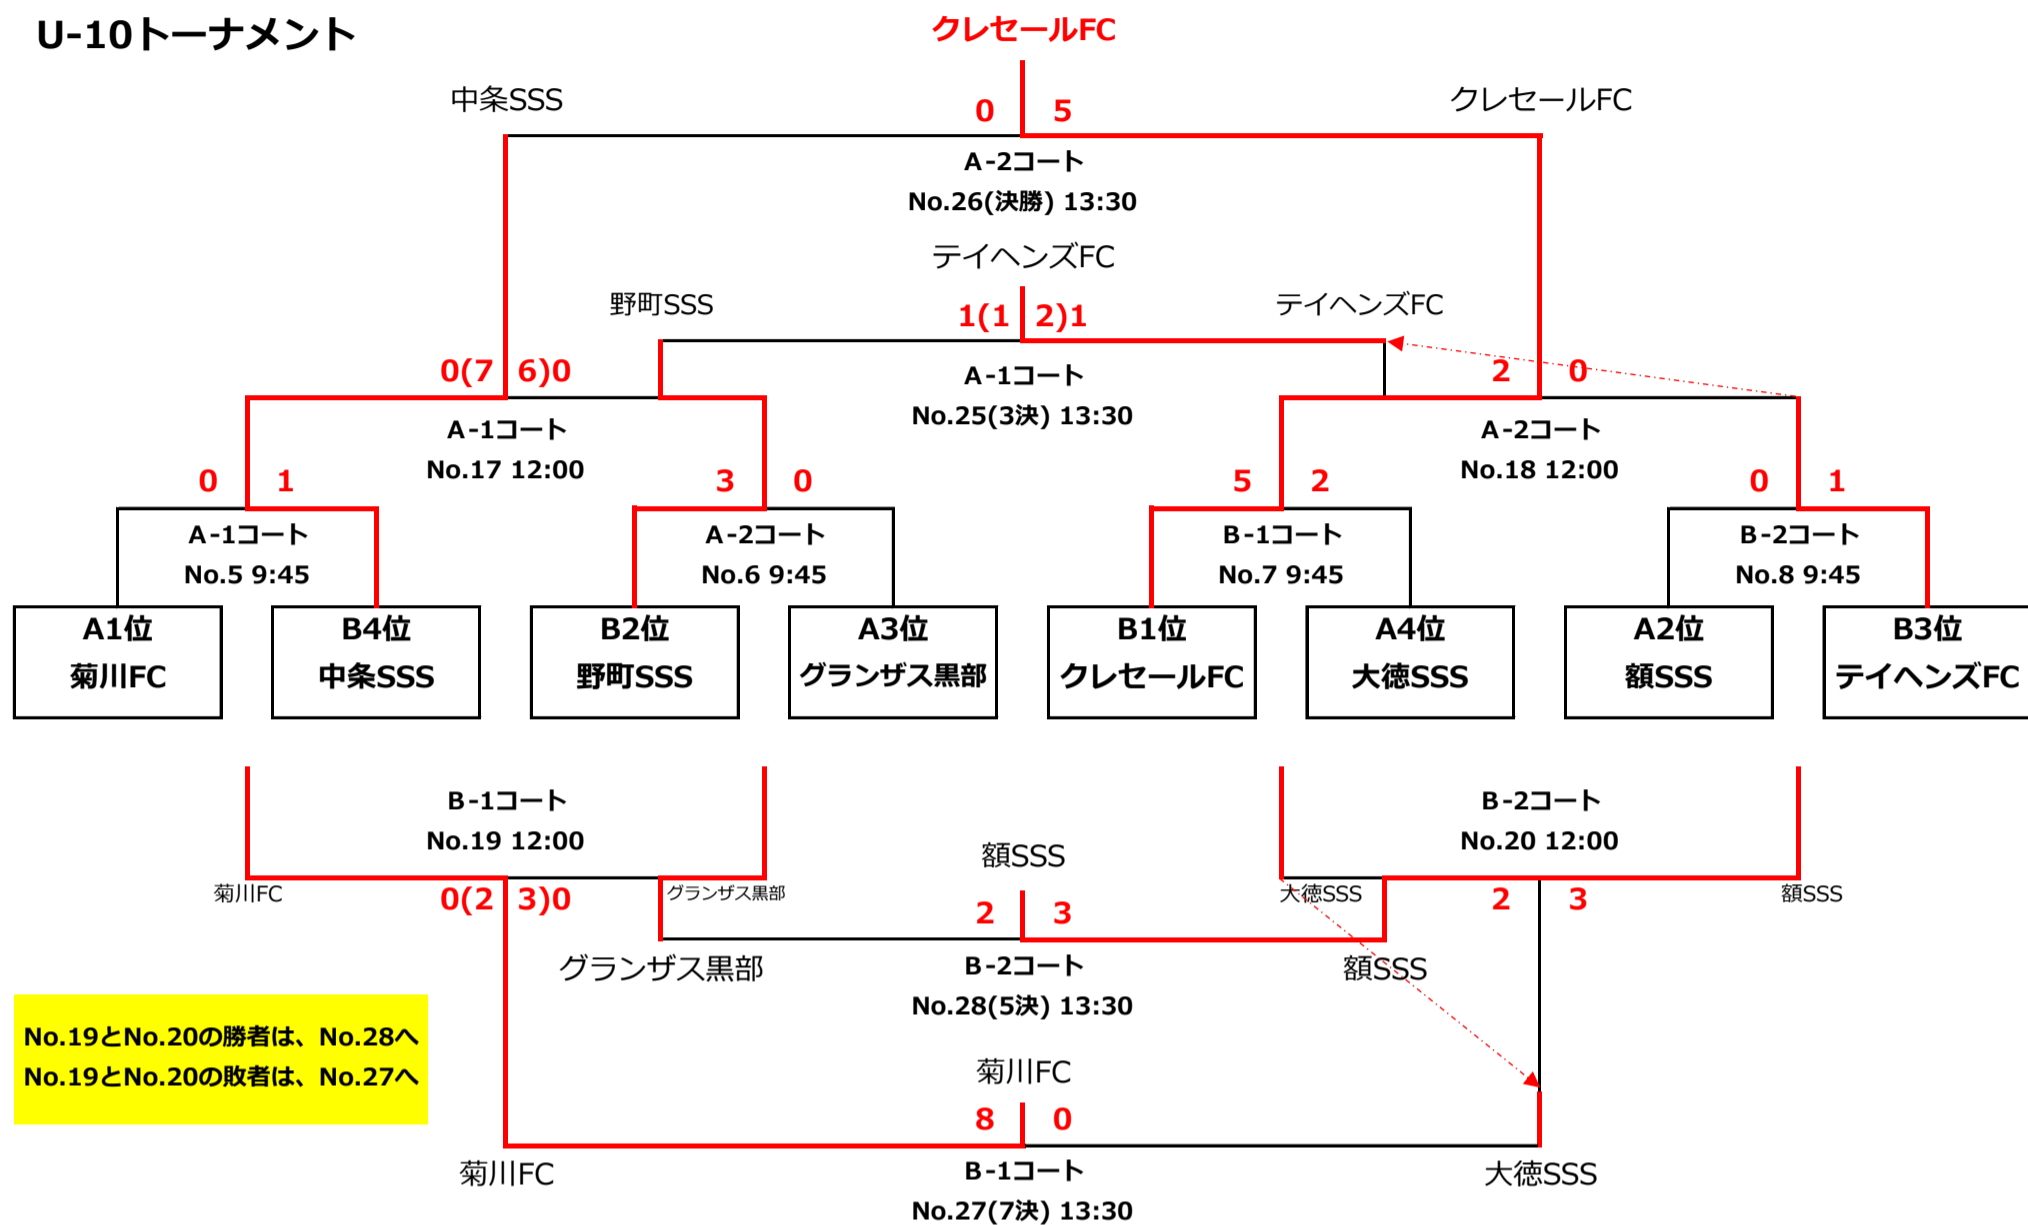 U-10トーナメント
クレセールFC
中条SSS
0 5
クレセールFC
A-2コート
No.26(決勝) 13:30
テイヘンズFC
野町SSS
1(1 2)1
テイヘンズFC
0(7 6)0
A-1コート
No.25(3決) 13:30
2 0
A-1コート
No.17 12:00
A-2コート
No.18 12:00
0 1
3 0
5 2
0 1
A-1コート
No.5 9:45
A-2コート
No.6 9:45
B-1コート
No.7 9:45
B-2コート
No.8 9:45
A1位
菊川FC
B4位
中条SSS
B2位
野町SSS
A3位
グランザス黒部
B1位
クレセールFC
A4位
大徳SSS
A2位
額SSS
B3位
テイヘンズFC
B-1コート
No.19 12:00
B-2コート
No.20 12:00
額SSS
菊川FC
0(2 3)0
グランザス黒部
2 3
大徳SSS
2 3
額SSS
グランザス黒部
B-2コート
No.28(5決) 13:30
額SSS
No.19とNo.20の勝者は、No.28へ
No.19とNo.20の敗者は、No.27へ
菊川FC
8 0
菊川FC
B-1コート
No.27(7決) 13:30
大徳SSS